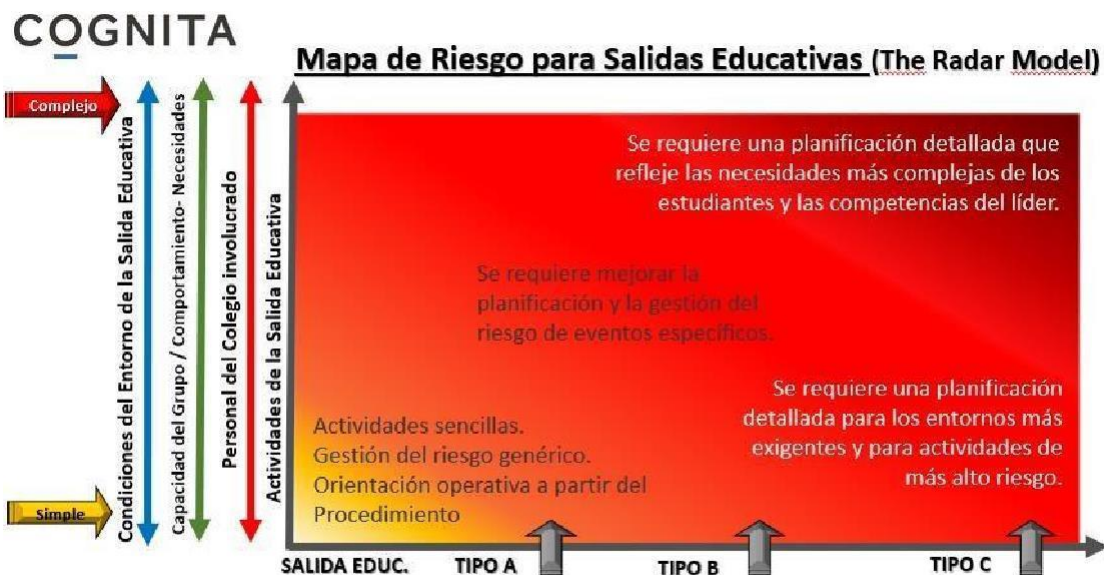 COGNITA
Mapa de Riesgo para Salidas Educativas (The Radar Model)
Complejo
Simple
Condiciones del Entorno de la Salida Educativa
Capacidad del Grupo / Comportamiento- Necesidades
Personal del Colegio involucrado
Actividades de la Salida Educativa
Se requiere una planificación detallada que
refleje las necesidades más complejas de los
estudiantes y las competencias del líder.
Se requiere mejorar la
planificación y la gestión del
riesgo de eventos específicos.
Actividades sencillas.
Gestión del riesgo genérico.
Orientación operativa a partir del
Procedimiento
Se requiere una planificación
detallada para los entornos más
exigentes y para actividades de
más alto riesgo.
SALIDA EDUC.
TIPO A
TIPO B
TIPO C